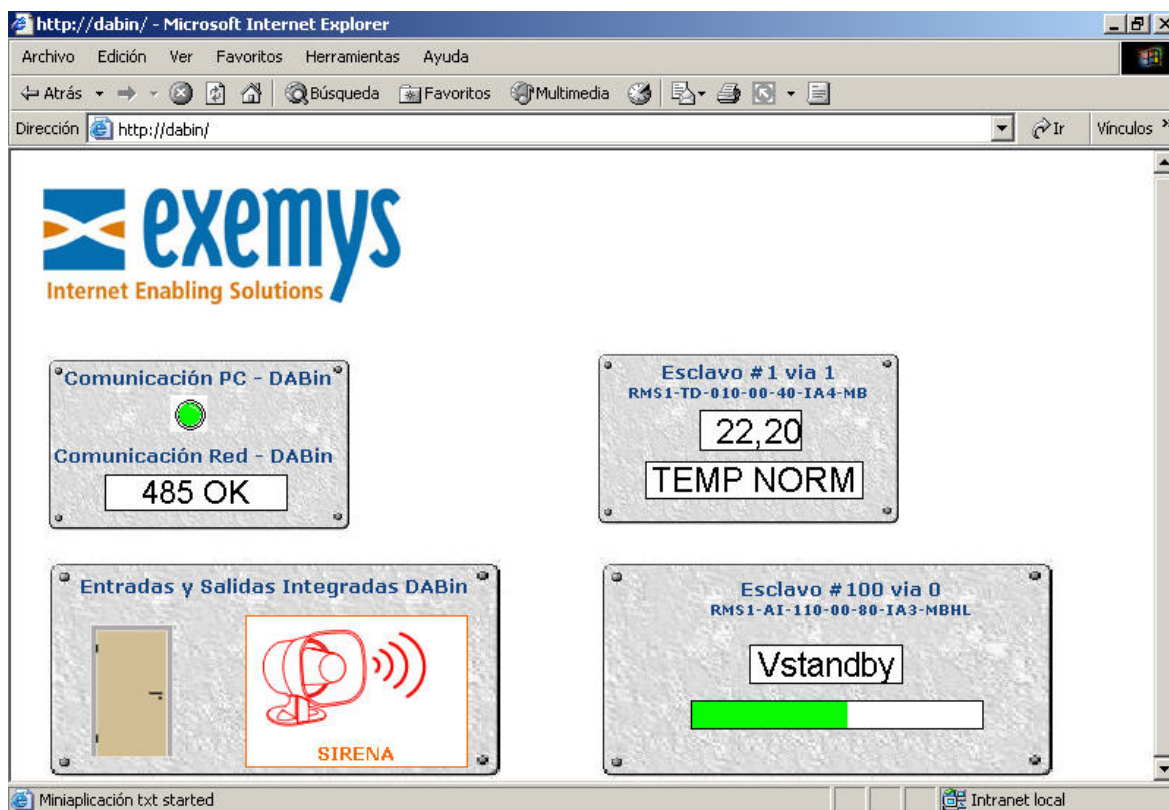 http://dabin/ - Microsoft Internet Explorer
Archivo Edición Ver Favoritos Herramientas Ayuda
Atrás Búsqueda Favoritos Multimedia
Dirección http://dabin/ Ir Vínculos »
exemys
Internet Enabling Solutions
Comunicación PC - DABin
Comunicación Red - DABin
485 OK
Esclavo #1 via 1
RMS1-TD-010-00-40-IA4-MB
22,20
TEMP NORM
Entradas y Salidas Integradas DABin
SIRENA
Esclavo #100 via 0
RMS1-AI-110-00-80-IA3-MBHL
Vstandby
Miniaplicación txt started Intranet local